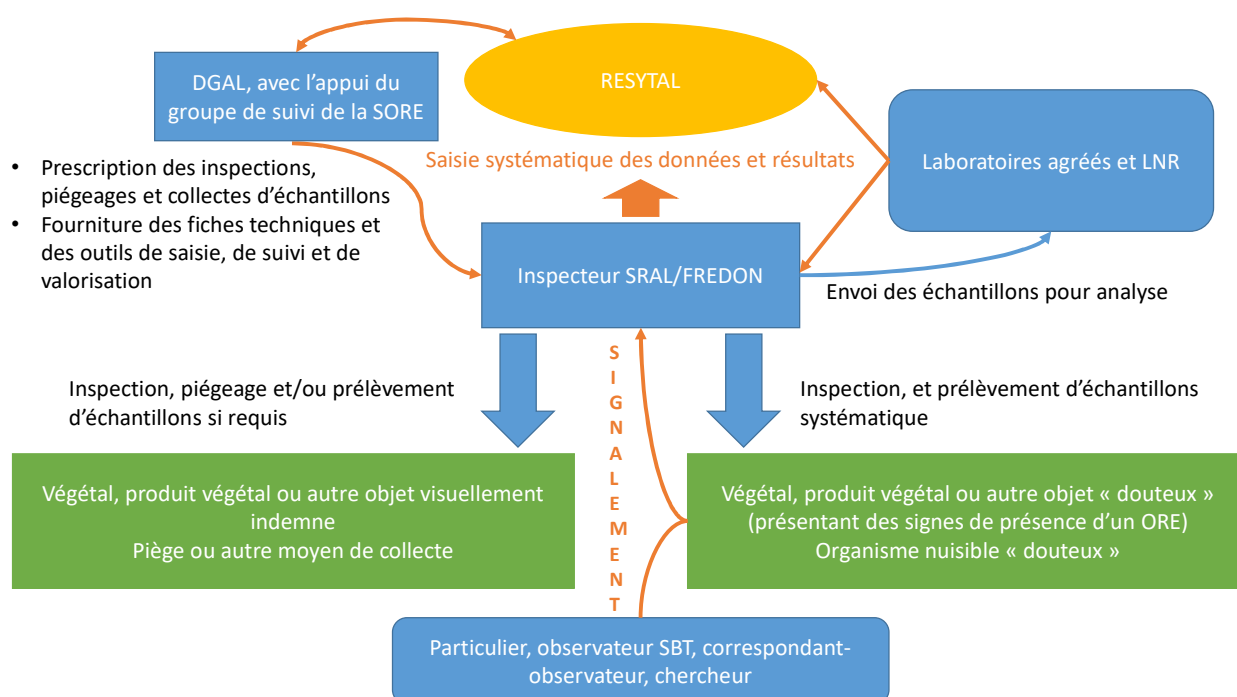 DGAL, avec l’appui du
groupe de suivi de la SORE
RESYTAL
Laboratoires agréés et LNR
• Prescription des inspections,
piégeages et collectes d’échantillons
• Fourniture des fiches techniques et
des outils de saisie, de suivi et de
valorisation
Saisie systématique des données et résultats
Inspecteur SRAL/FREDON
Envoi des échantillons pour analyse
Inspection, piégeage et/ou prélèvement
d’échantillons si requis
SIGNALEMENT
Inspection, et prélèvement d’échantillons
systématique
Végétal, produit végétal ou autre objet visuellement
indemne
Piège ou autre moyen de collecte
Végétal, produit végétal ou autre objet « douteux »
(présentant des signes de présence d’un ORE)
Organisme nuisible « douteux »
Particulier, observateur SBT, correspondant-
observateur, chercheur